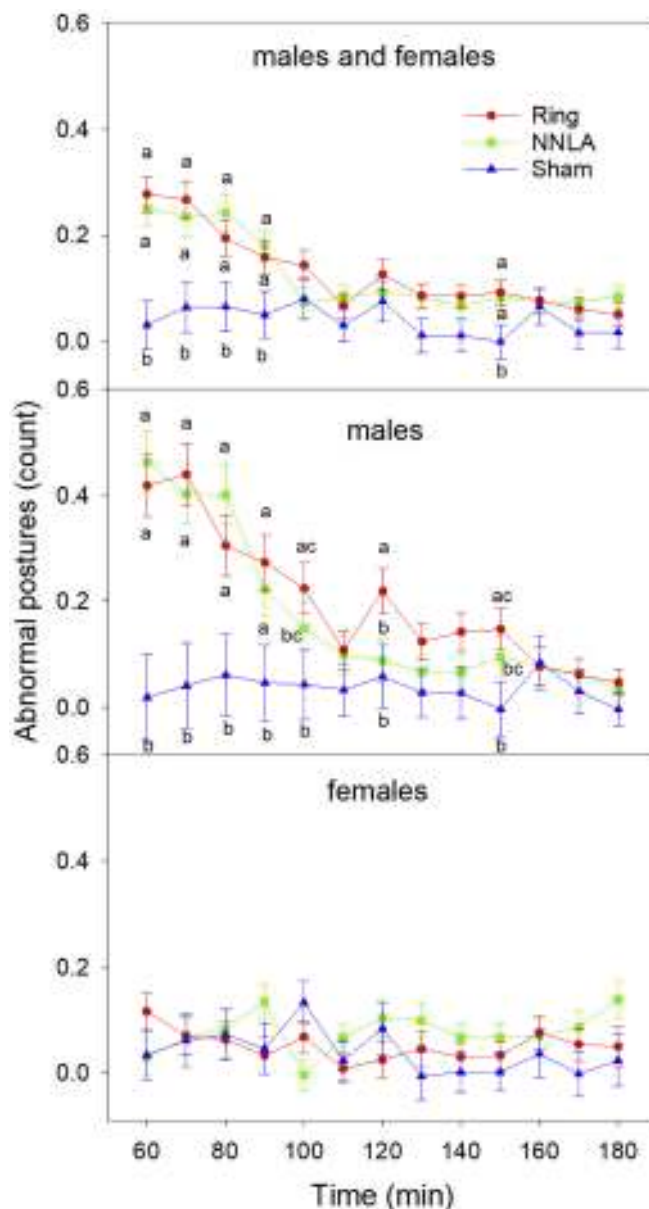 0.6
males and females
Ring
NNLA
Sham
0.4
a a a a
0.2
a a a a
a
a
0.0
b b b b
b
0.6
males
a a a
0.4
a a
a ac a ac
0.2
a a bc b bc
0.0
b b b b b b b
0.6
females
0.4
0.2
0.0
Abnormal postures (count)
60 80 100 120 140 160 180
Time (min)